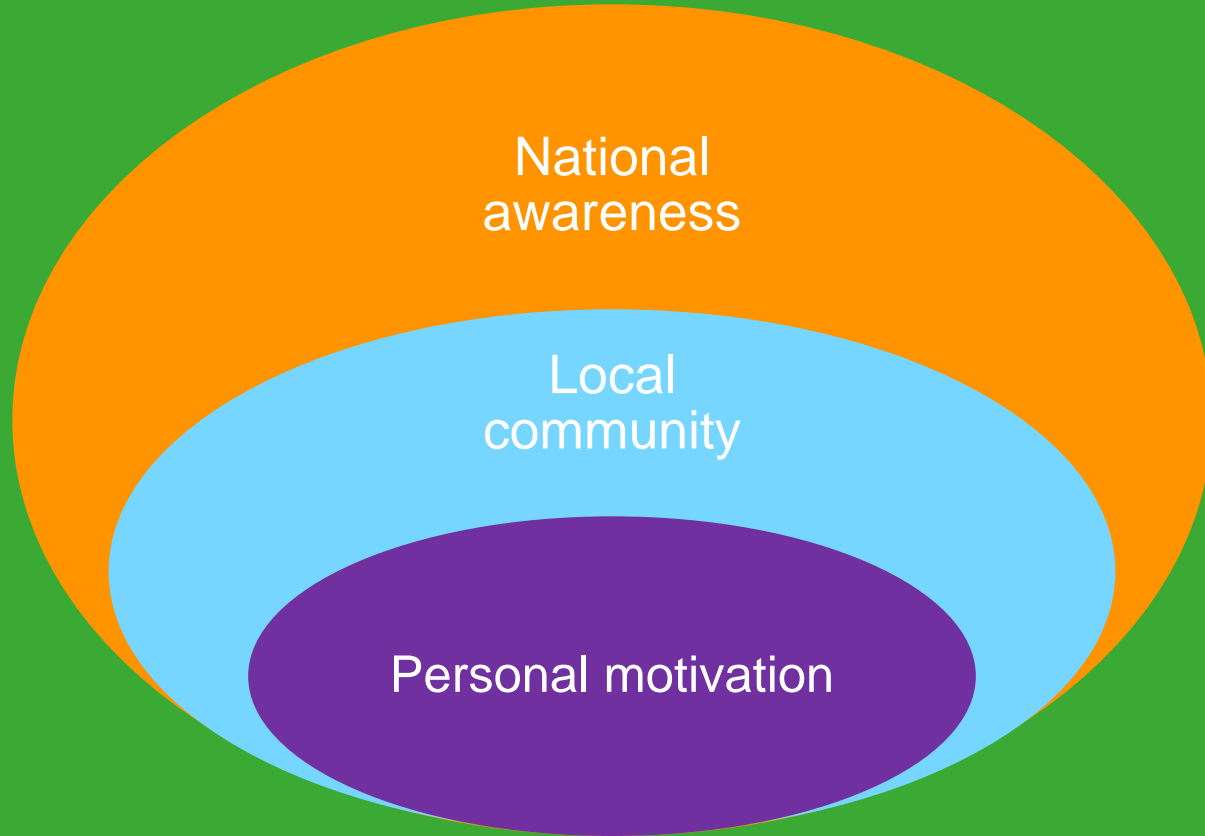 National
awareness
Local
community
Personal motivation